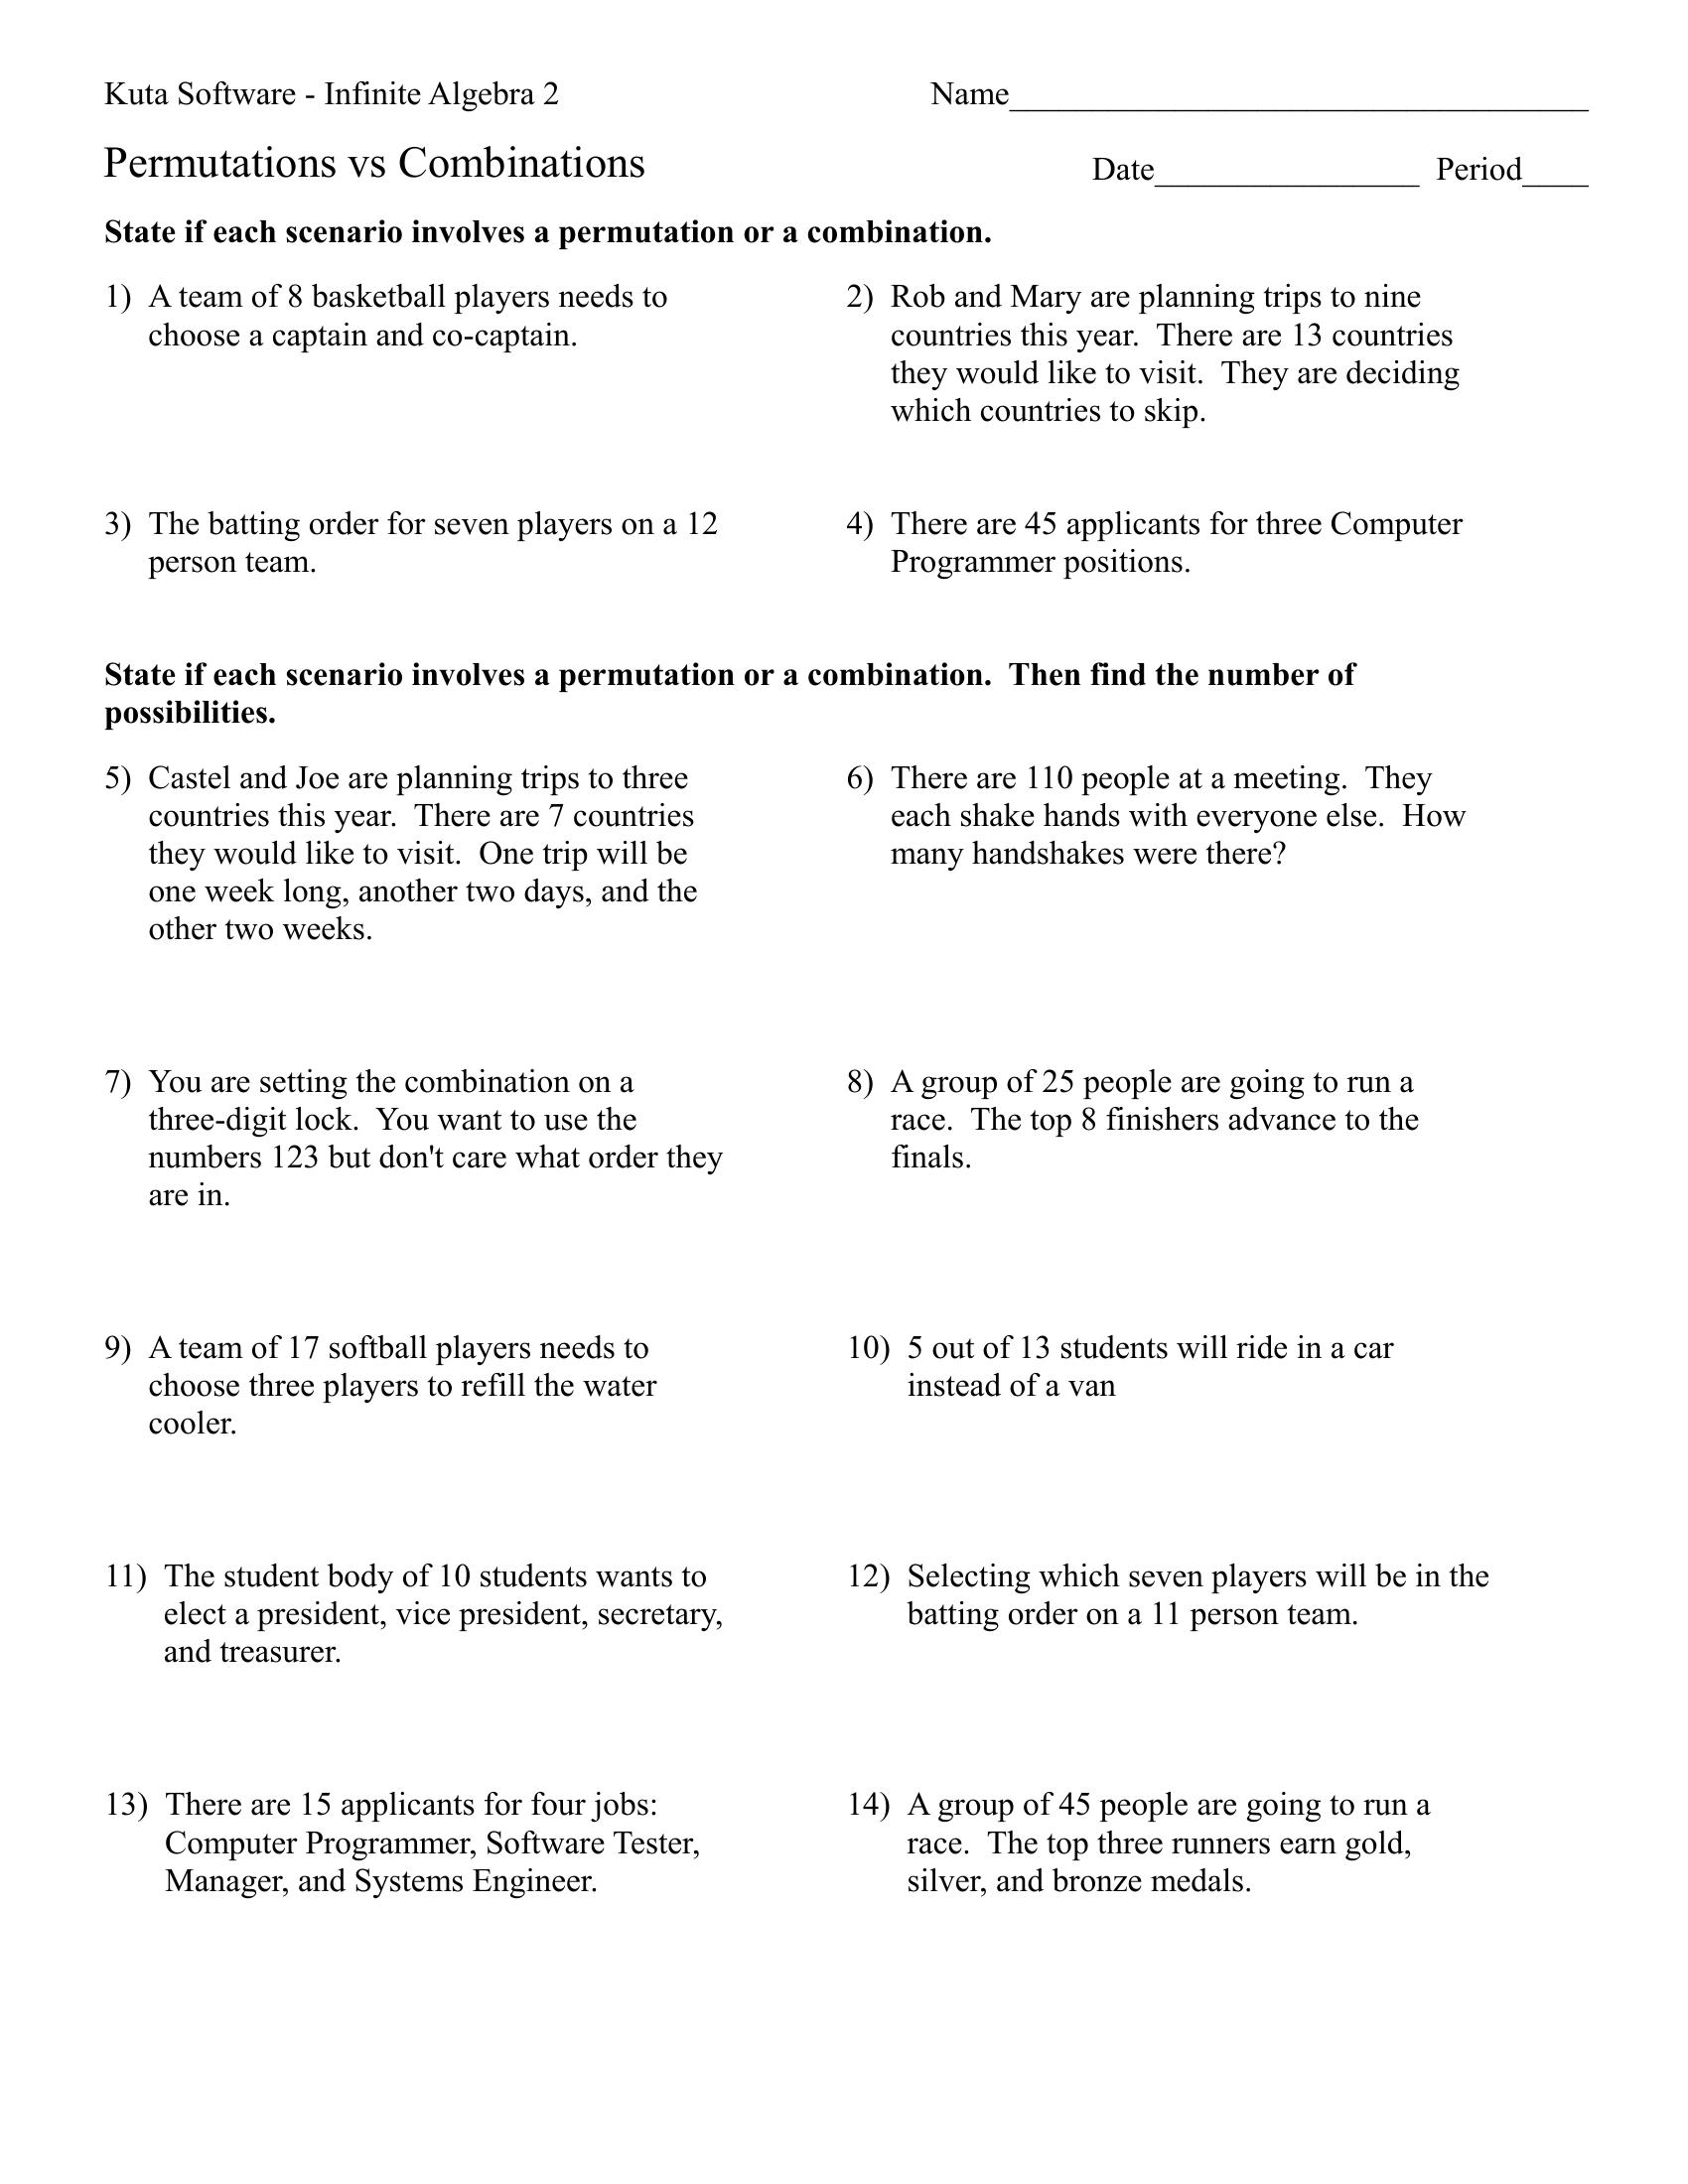 Kuta Software - Infinite Algebra 2
Name___________________________________
Permutations vs Combinations
Date________________ Period____
State if each scenario involves a permutation or a combination.
1) A team of 8 basketball players needs to
choose a captain and co-captain.
2) Rob and Mary are planning trips to nine
countries this year. There are 13 countries
they would like to visit. They are deciding
which countries to skip.
3) The batting order for seven players on a 12
person team.
4) There are 45 applicants for three Computer
Programmer positions.
State if each scenario involves a permutation or a combination. Then find the number of
possibilities.
5) Castel and Joe are planning trips to three
countries this year. There are 7 countries
they would like to visit. One trip will be
one week long, another two days, and the
other two weeks.
6) There are 110 people at a meeting. They
each shake hands with everyone else. How
many handshakes were there?
7) You are setting the combination on a
three-digit lock. You want to use the
numbers 123 but don't care what order they
are in.
8) A group of 25 people are going to run a
race. The top 8 finishers advance to the
finals.
9) A team of 17 softball players needs to
choose three players to refill the water
cooler.
10) 5 out of 13 students will ride in a car
instead of a van
11) The student body of 10 students wants to
elect a president, vice president, secretary,
and treasurer.
12) Selecting which seven players will be in the
batting order on a 11 person team.
13) There are 15 applicants for four jobs:
Computer Programmer, Software Tester,
Manager, and Systems Engineer.
14) A group of 45 people are going to run a
race. The top three runners earn gold,
silver, and bronze medals.